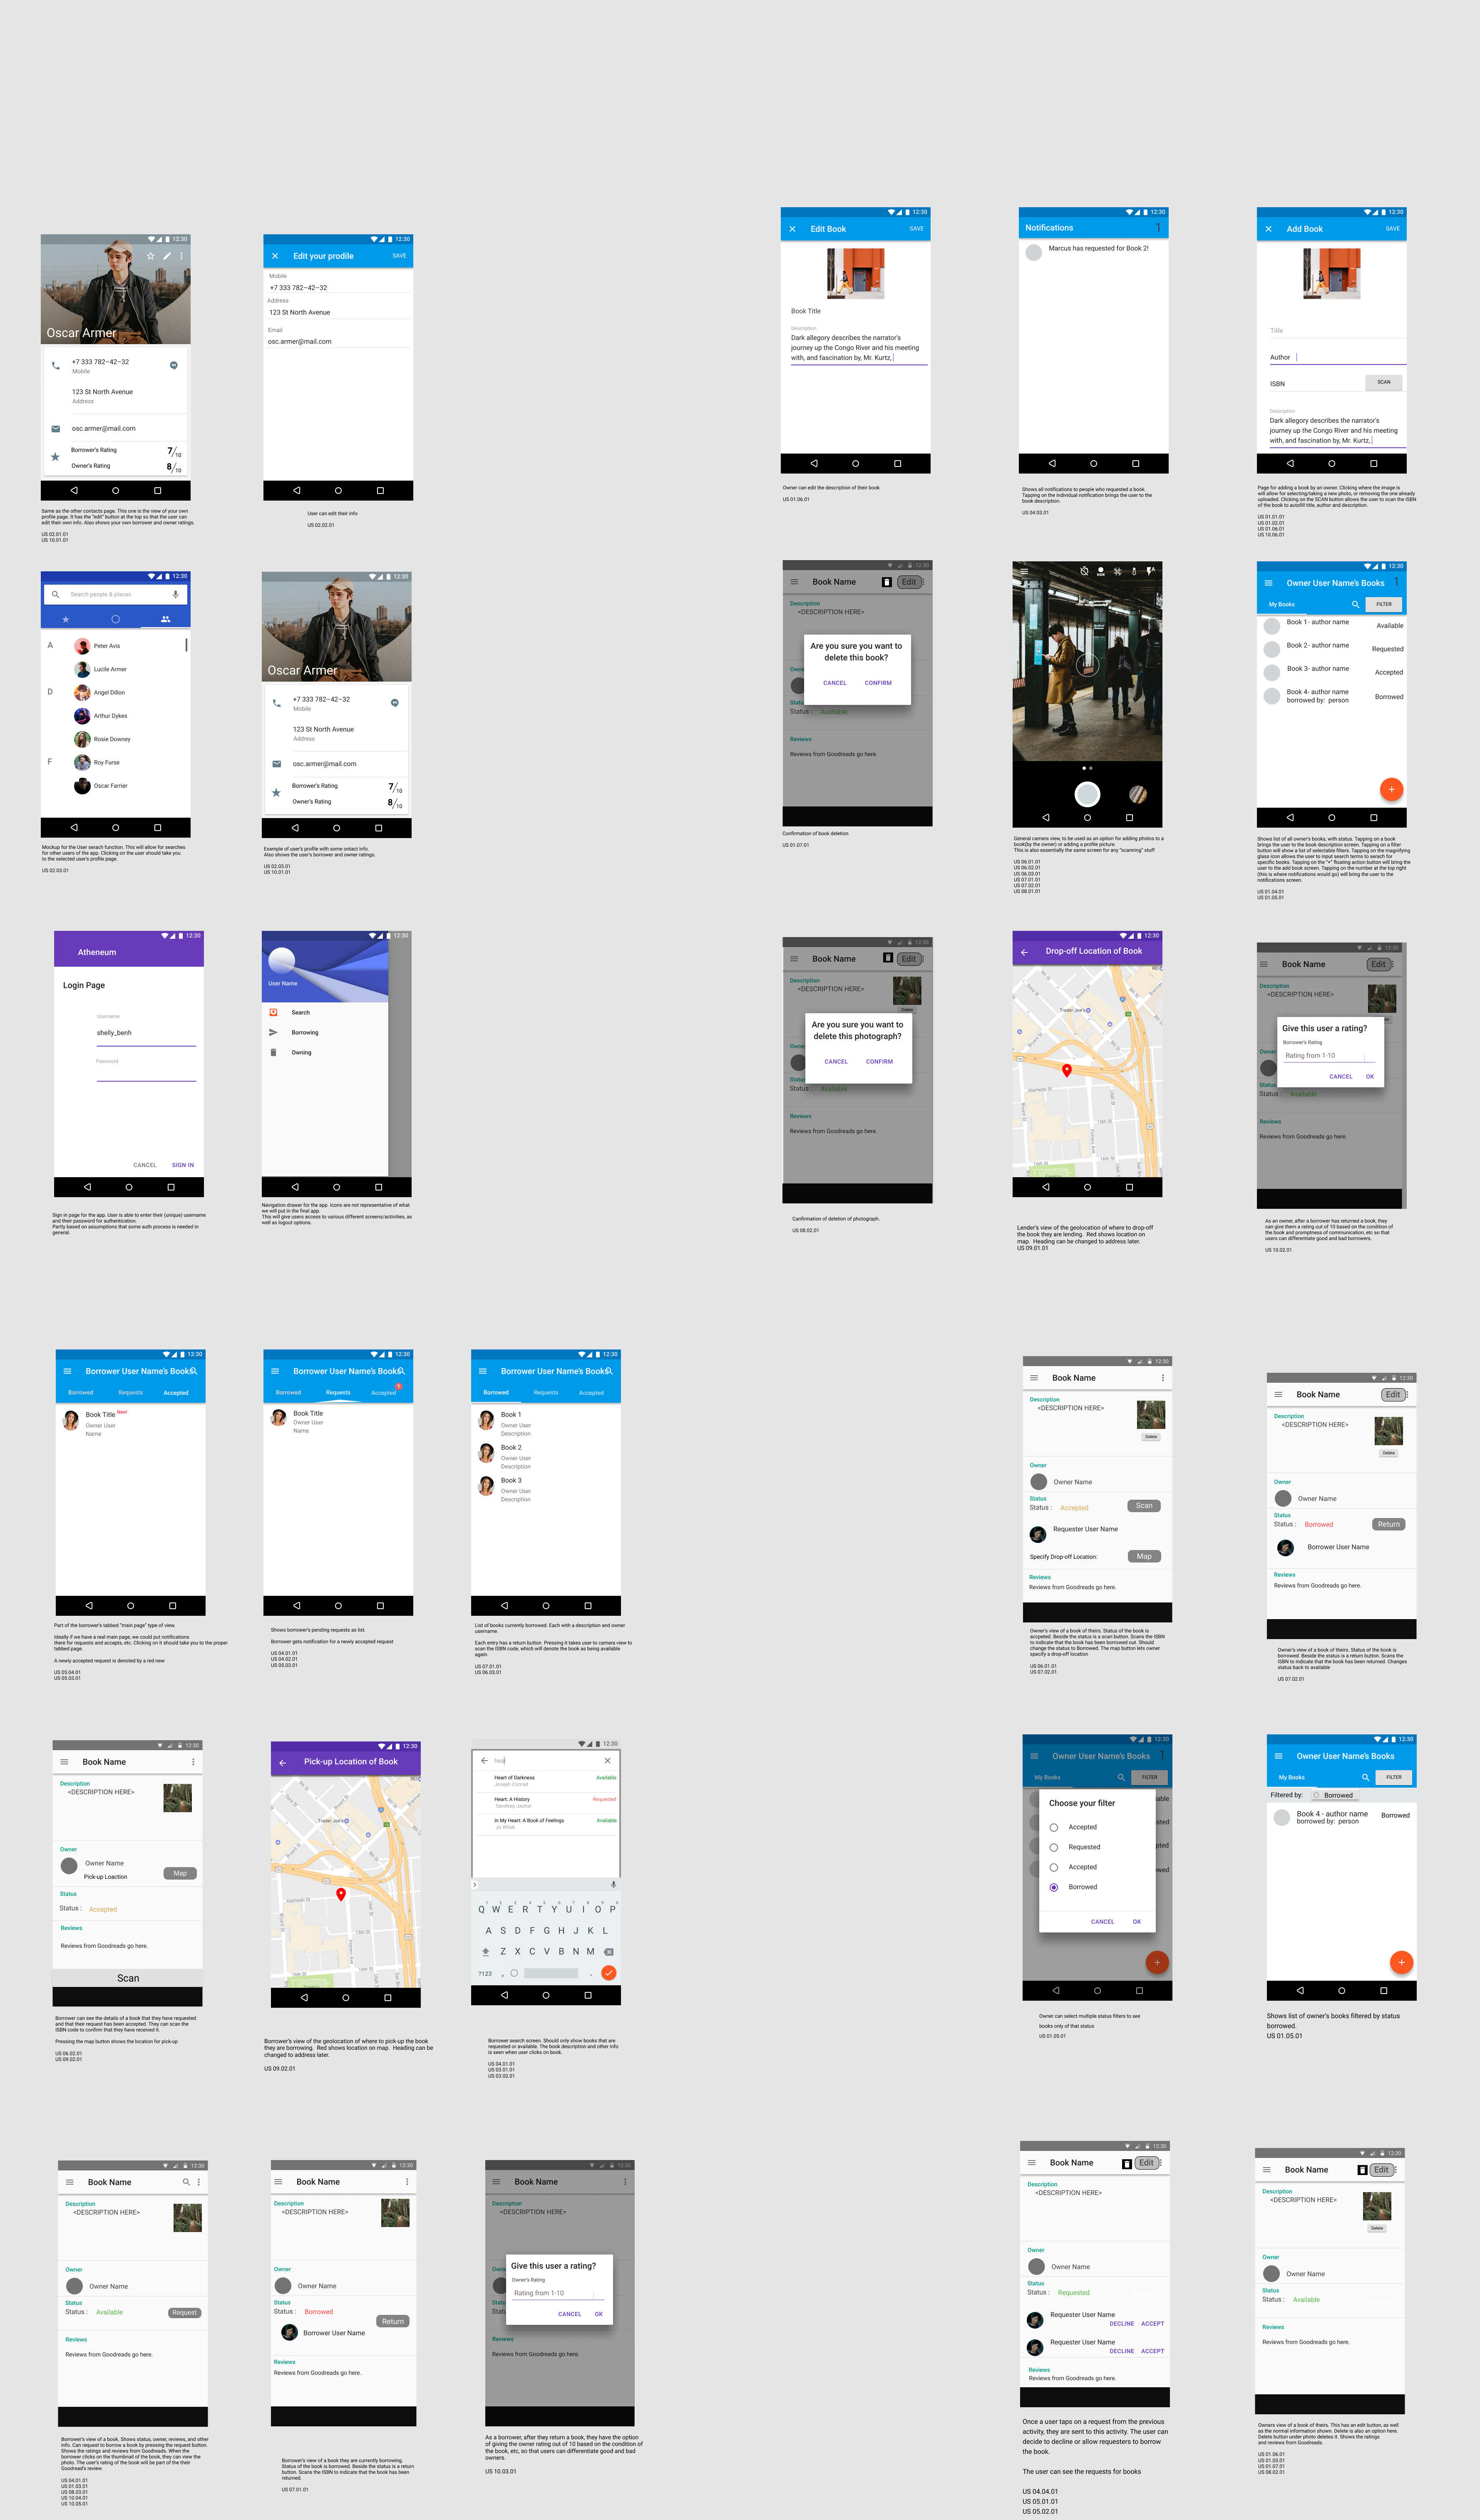 12:30
Oscar Armer
+7 333 782-42-32
Mobile
123 St North Avenue
Address
osc.armer@mail.com
Borrower's Rating
7/10
Owner's Rating
8/10
Same as the other contacts page. This one is the view of your own
profile page. It has the "edit" button at the top so that the user can
edit their own info. Also shows your own borrower and owner ratings.
US 02.01.01
US 10.01.01
12:30
Edit your prodile
SAVE
Mobile
+7 333 782-42-32
Address
123 St North Avenue
Email
osc.armer@mail.com
User can edit their info
US 02.02.01
12:30
Edit Book
SAVE
Book Title
Description
Dark allegory describes the narrator's
journey up the Congo River and his meeting
with, and fascination by, Mr. Kurtz,
Owner can edit the description of their book
US 01.06.01
12:30
Notifications
1
Marcus has requested for Book 2!
Shows all notifications to people who requested a book.
Tapping on the individual notification brings the user to the
book description.
US 04.03.01
12:30
Add Book
SAVE
Title
Author
ISBN
SCAN
Description
Dark allegory describes the narrator's
journey up the Congo River and his meeting
with, and fascination by, Mr. Kurtz,
Page for adding a book by an owner. Clicking where the image is
will allow for selecting/taking a new photo, or removing the one already
uploaded. Clicking on the SCAN button allows the user to scan the ISBN
of the book to autofill title, author and description.
US 01.01.01
US 01.02.01
US 01.06.01
US 10.06.01
12:30
Search people & places
A
Peter Avis
Lucile Armer
D
Angel Dillon
Arthur Dykes
Rosie Downey
F
Roy Furse
Oscar Farrier
Mockup for the User serach function. This will allow for searches
for other users of the app. Clicking on the user should take you
to the selected user's profile page.
US 02.03.01
12:30
Oscar Armer
+7 333 782-42-32
Mobile
123 St North Avenue
Address
osc.armer@mail.com
Borrower's Rating
7/10
Owner's Rating
8/10
Example of user's profile with some ontact info.
Also shows the user's borrower and owner ratings.
US 02.03.01
US 10.01.01
12:30
Book Name
Edit
Description
<DESCRIPTION HERE>
Are you sure you want to
delete this book?
CANCEL
CONFIRM
Status :
Available
Reviews
Reviews from Goodreads go here.
Confirmation of book deletion
US 01.07.01
General camera view, to be used as an option for adding photos to a
book(by the owner) or adding a profile picture.
This is also essentially the same screen for any "scanning" stuff
US 06.01.01
US 06.02.01
US 06.03.01
US 07.01.01
US 07.02.01
US 08.01.01
12:30
Owner User Name's Books
1
My Books
FILTER
Book 1 - author name
Available
Book 2- author name
Requested
Book 3- author name
Accepted
Book 4- author name
borrowed by: person
Borrowed
+
Shows list of all owner's books, with status. Tapping on a book
brings the user to the book description screen. Tapping on a filter
button will show a list of selectable filters. Tapping on the magnifying
glass icon allows the user to input search terms to serach for
specific books. Tapping on the "+" floating action button will bring the
user to the add book screen. Tapping on the number at the top right
(this is where notifications would go) will bring the user to the
notifications screen.
US 01.04.01
US 01.05.01
12:30
Atheneum
Login Page
Username
shelly_benh
Password
CANCEL
SIGN IN
Sign in page for the app. User is able to enter their (unique) username
and their password for authentication.
Partly based on assumptions that some auth process is needed in
general.
12:30
User Name
Search
Borrowing
Owning
Navigation drawer for the app. Icons are not representative of what
we will put in the final app.
This will give users access to various different screens/activities, as
well as logout options.
12:30
Book Name
Edit
Description
<DESCRIPTION HERE>
Delete
Are you sure you want to
delete this photograph?
CANCEL
CONFIRM
Status :
Available
Reviews
Reviews from Goodreads go here.
Canfirmation of deletion of photograph.
US 08.02.01
12:30
Drop-off Location of Book
Trader Joe's
15th St
16th St
Lender's view of the geolocation of where to drop-off
the book they are lending. Red shows location on
map. Heading can be changed to address later.
US 09.01.01
12:30
Book Name
Edit
Description
<DESCRIPTION HERE>
Give this user a rating?
Borrower's Rating
Rating from 1-10
CANCEL
OK
Status :
Available
Reviews
Reviews from Goodreads go here.
As an owner, after a borrower has returned a book, they
can give them a rating out of 10 based on the condition of
the book and promptness of communication, etc so that
users can differentiate good and bad borrowers.
US 10.02.01
12:30
Borrower User Name's Books
Borrowed
Requests
Accepted
Book Title
New!
Owner User
Name
Part of the borrower's tabbed "main page" type of view.
Ideally if we have a real main page, we could put notifications
there for requests and accepts, etc. Clicking on it should take you to the proper
tabbed page.
A newly accepted request is denoted by a red new
US 05.04.01
US 05.03.01
12:30
Borrower User Name's Books
Borrowed
Requests
Accepted
Book Title
Owner User
Name
Shows borrower's pending requests as list.
Borrower gets notification for a newly accepted request
US 04.01.01
US 04.02.01
US 05.03.01
12:30
Borrower User Name's Books
Borrowed
Requests
Accepted
Book 1
Owner User
Description
Book 2
Owner User
Description
Book 3
Owner User
Description
List of books currently borrowed. Each with a description and owner
username.
Each entry has a return button. Pressing it takes user to camera view to
scan the ISBN code, which will denote the book as being available
again.
US 07.01.01
US 06.03.01
12:30
Book Name
Description
<DESCRIPTION HERE>
Delete
Owner
Owner Name
Status
Status :
Accepted
Scan
Requester User Name
Specify Drop-off Location:
Map
Reviews
Reviews from Goodreads go here.
Owner's view of a book of theirs. Status of the book is
accpeted. Beside the status is a scan button. Scans the ISBN
to indicate that the book has been borrowed out. Should
change the status to Borrowed. The map button lets owner
specify a drop-off location
US 06.01.01
US 07.02.01
12:30
Book Name
Edit
Description
<DESCRIPTION HERE>
Delete
Owner
Owner Name
Status
Status :
Borrowed
Return
Borrower User Name
Reviews
Reviews from Goodreads go here.
Owner's view of a book of theirs. Status of the book is
borrowed. Beside the status is a return button. Scans the
ISBN to indicate that the book has been returned. Changes
status back to available
US 07.02.01
12:30
Book Name
Description
<DESCRIPTION HERE>
Owner
Owner Name
Pick-up Loaction
Map
Status
Status :
Accepted
Reviews
Reviews from Goodreads go here.
Scan
Borrower can see the details of a book that they have requested
and that their request has been accepted. They can scan the
ISBN code to confirm that they have received it.
Pressing the map button shows the location for pick-up
US 06.02.01
US 09.02.01
12:30
Pick-up Location of Book
Trader Joe's
Alameda St
15th St
16th St
Borrower's view of the geolocation of where to pick-up the book
they are borrowing. Red shows location on map. Heading can be
changed to address later.
US 09.02.01
12:30
hea
Heart of Darkness
Joseph Conrad
Available
Heart: A History
Sandeep Jauhar
Requested
In My Heart: A Book of Feelings
Jo Witek
Available
Q W E R T Y U I O P
A S D F G H J K L
Z X C V B N M
?123 , .
Borrower search screen. Should only show books that are
requested or available. The book description and other info
is seen when user clicks on book.
US 04.01.01
US 03.01.01
US 03.02.01
12:30
Owner User Name's Books
1
My Books
FILTER
Choose your filter
Accepted
Requested
Accepted
Borrowed
CANCEL
OK
+
Owner can select multiple status filters to see
books only of that status
US 01.05.01
12:30
Owner User Name's Books
My Books
FILTER
Filtered by:
Borrowed
Book 4 - author name
borrowed by: person
Borrowed
+
Shows list of owner's books filtered by status
borrowed.
US 01.05.01
12:30
Book Name
Description
<DESCRIPTION HERE>
Owner
Owner Name
Status
Status :
Available
Request
Reviews
Reviews from Goodreads go here.
Borrower's view of a book. Shows status, owner, reviews, and other
info. Can request to borrow a book by pressing the request button.
Shows the ratings and reviews from Goodreads. When the
borrower clicks on the thumbnail of the book, they can view the
photo. The user's rating of the book will be part of the their
Goodread's review.
US 04.01.01
US 01.03.01
US 08.03.01
US 10.04.01
US 10.05.01
12:30
Book Name
Description
<DESCRIPTION HERE>
Owner
Owner Name
Status
Status :
Borrowed
Return
Borrower User Name
Reviews
Reviews from Goodreads go here.
Borrower's view of a book they are currently borrowing.
Status of the book is borrowed. Beside the status is a return
button. Scans the ISBN to indicate that the book has been
returned.
US 07.01.01
12:30
Book Name
Description
<DESCRIPTION HERE>
Give this user a rating?
Owner's Rating
Rating from 1-10
CANCEL
OK
Reviews
Reviews from Goodreads go here.
As a borrower, after they return a book, they have the option
of giving the owner rating out of 10 based on the condition of
the book, etc, so that users can differentiate good and bad
owners.
US 10.03.01
12:30
Book Name
Edit
Description
<DESCRIPTION HERE>
Owner
Owner Name
Status
Status :
Requested
Requester User Name
DECLINE
ACCEPT
Requester User Name
DECLINE
ACCEPT
Reviews
Reviews from Goodreads go here.
Once a user taps on a request from the previous
activity, they are sent to this activity. The user can
decide to decline or allow requesters to borrow
the book.
The user can see the requests for books
US 04.04.01
US 05.01.01
US 05.02.01
12:30
Book Name
Edit
Description
<DESCRIPTION HERE>
Delete
Owner
Owner Name
Status
Status :
Available
Reviews
Reviews from Goodreads go here.
Owners view of a book of theirs. This has an edit button, as well
as the normal information shown. Delete is also an option here.
Delete button under photo deletes it. Shows the ratings
and reviews from Goodreads.
US 01.06.01
US 01.03.01
US 01.07.01
US 08.02.01